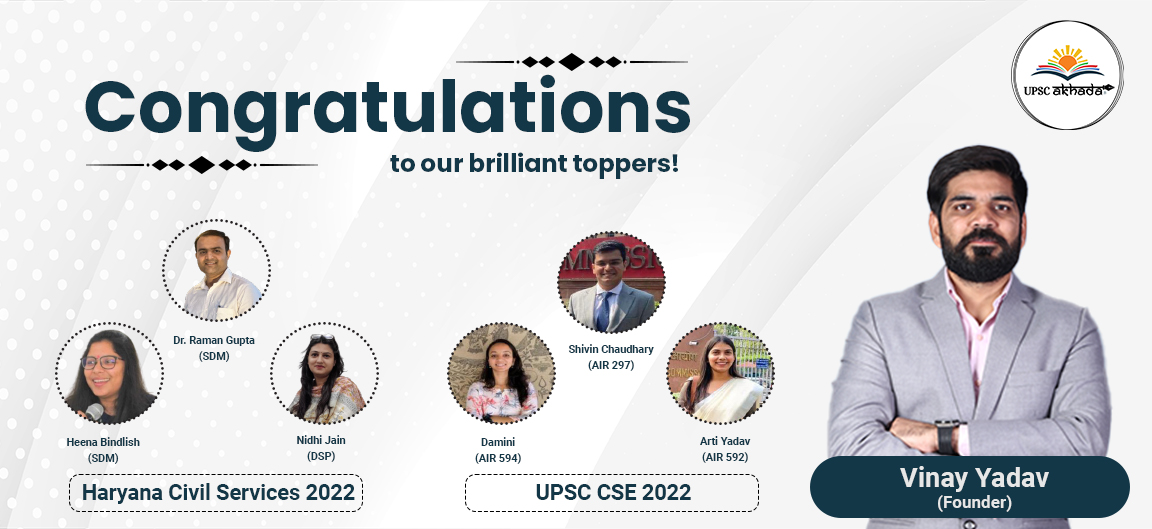 Congratulations
to our brilliant toppers!
UPSC akhada
Dr. Raman Gupta
(SDM)
Heena Bindlish
(SDM)
Nidhi Jain
(DSP)
Haryana Civil Services 2022
Shivin Chaudhary
(AIR 297)
Damini
(AIR 594)
Arti Yadav
(AIR 592)
UPSC CSE 2022
Vinay Yadav
(Founder)